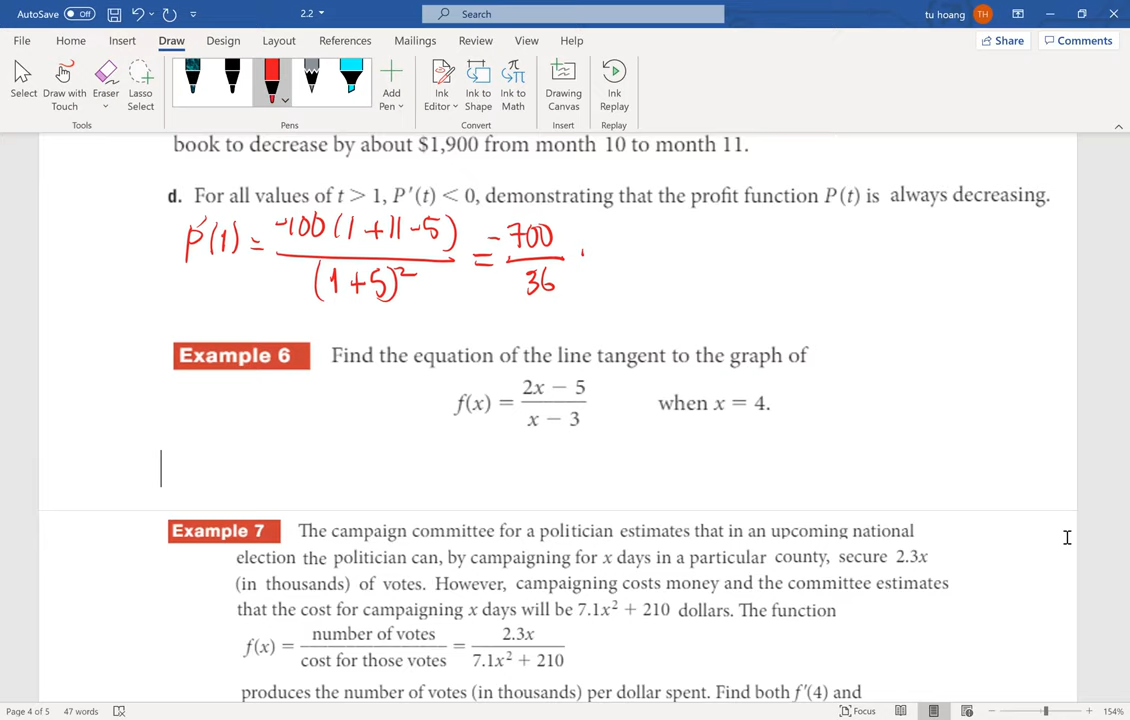 AutoSave Off 2.2 Search tu hoang TH
File Home Insert Draw Design Layout References Mailings Review View Help Share Comments
Select Draw with Touch Eraser Lasso Select Add Pen Ink Editor Ink to Shape Ink to Math Drawing Canvas Ink Replay
Tools Pens Convert Insert Replay
book to decrease by about $1,900 from month 10 to month 11.
d. For all values of t > 1, P′(t) < 0, demonstrating that the profit function P(t) is always decreasing.
P′(1) = -100(1+11-5) / (1+5)² = -700 / 36
Example 6 Find the equation of the line tangent to the graph of
f(x) = (2x − 5) / (x − 3) when x = 4.
Example 7 The campaign committee for a politician estimates that in an upcoming national
election the politician can, by campaigning for x days in a particular county, secure 2.3x
(in thousands) of votes. However, campaigning costs money and the committee estimates
that the cost for campaigning x days will be 7.1x² + 210 dollars. The function
f(x) = number of votes / cost for those votes = 2.3x / 7.1x² + 210
produces the number of votes (in thousands) per dollar spent. Find both f′(4) and
Page 4 of 5 47 words Focus 154%